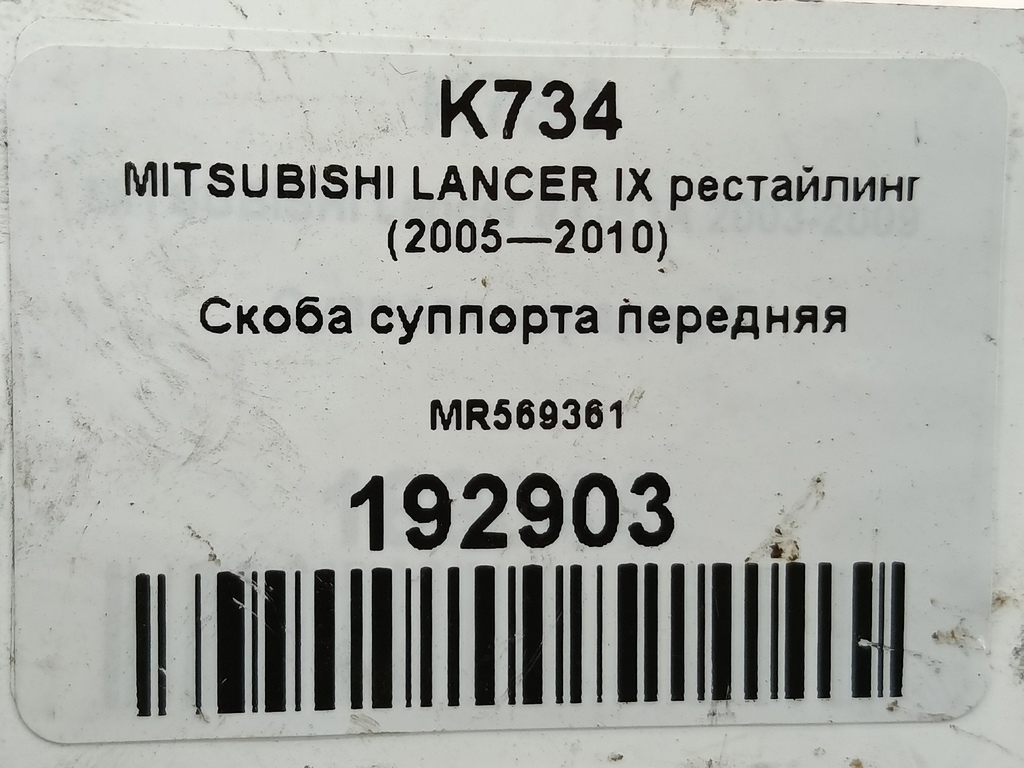 K734
MITSUBISHI LANCER IX рестайлинг
(2005—2010)
Скоба суппорта передняя
MR569361
192903